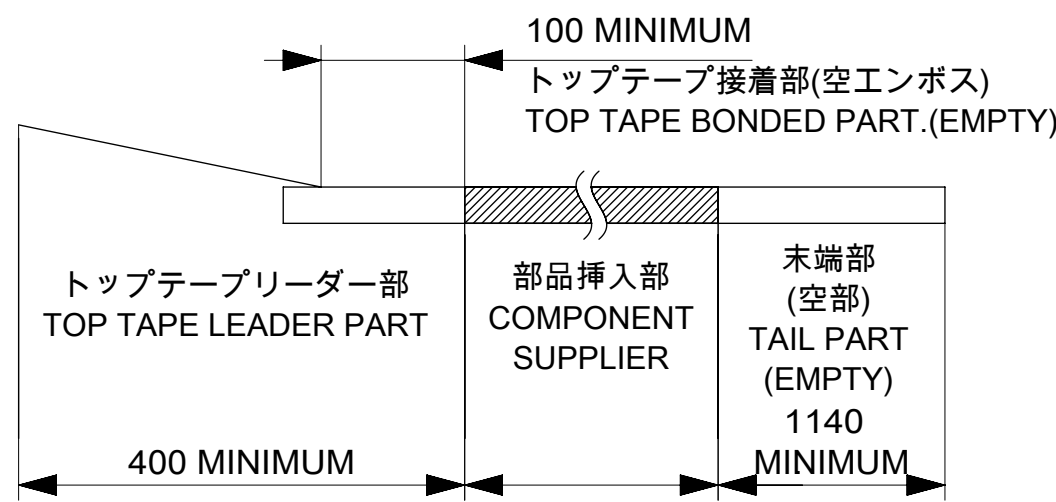 100 MINIMUM
トップテープ接着部(空エンボス)
TOP TAPE BONDED PART.(EMPTY)
トップテープリーダー部
TOP TAPE LEADER PART
部品挿入部
COMPONENT
SUPPLIER
末端部
(空部)
TAIL PART
(EMPTY)
1140
MINIMUM
400 MINIMUM